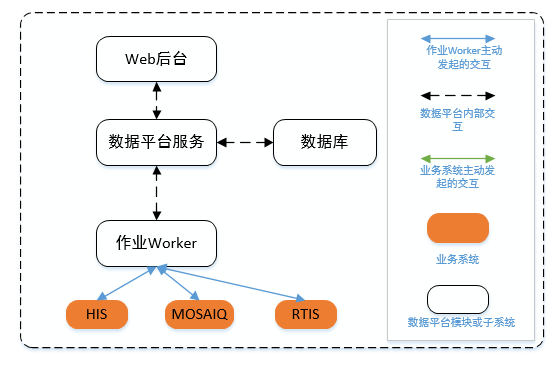 Web后台
数据平台服务
数据库
作业Worker
HIS
MOSAIQ
RTIS
作业Worker主动
发起的交互
数据平台内部交
互
业务系统主动发
起的交互
业务系统
数据平台模块或子系统